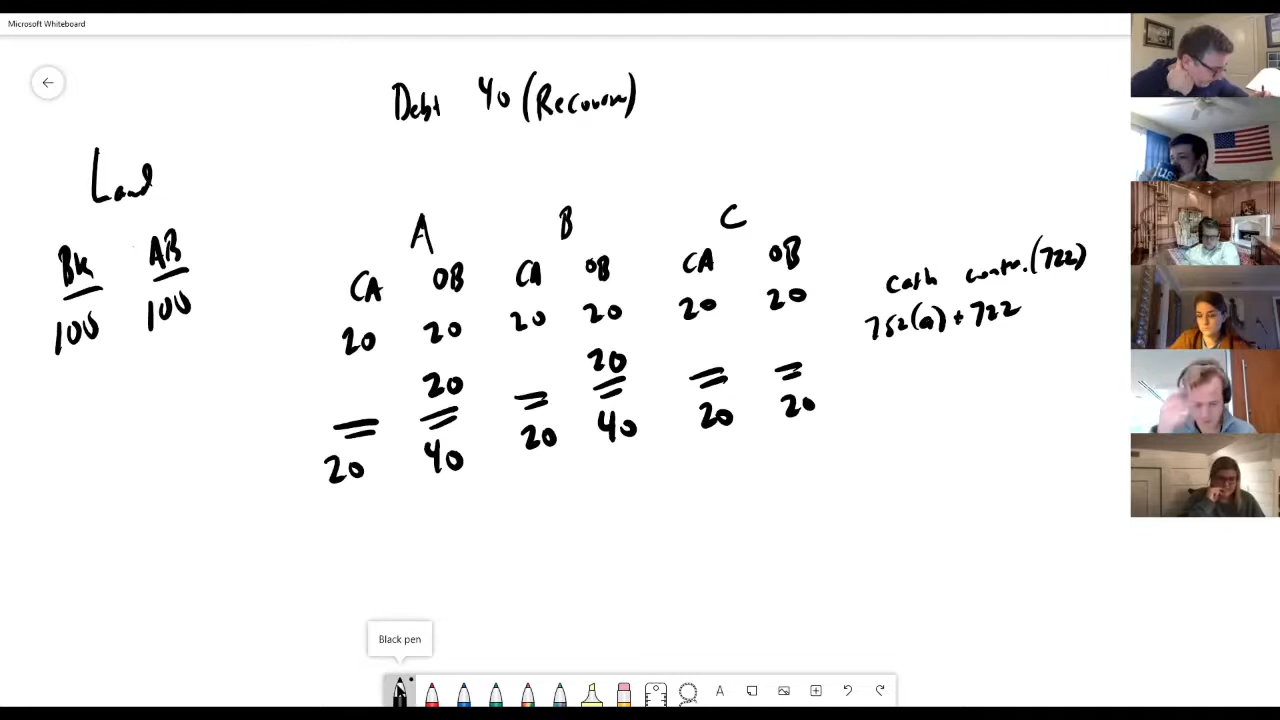 Microsoft Whiteboard
Debt 40 (Recourse)
Land
BK AB
100 100
A B C
CA OB CA OB CA OB
20 20 20 20 20 20
20 20
20 40 20 40 20 20
cash contr. (722)
752(a) + 722
Black pen
A